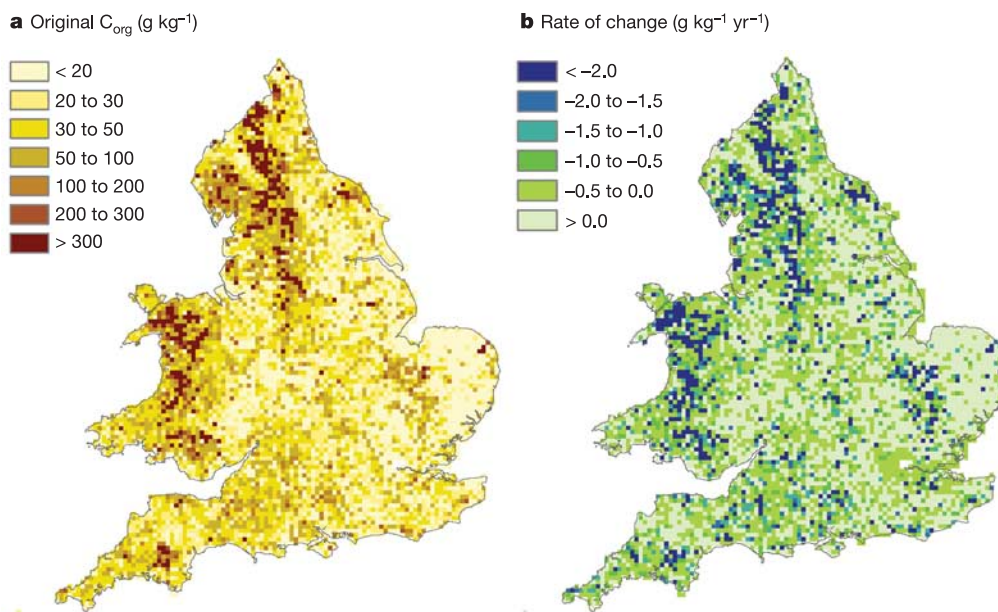 a Original C_org (g kg⁻¹)
< 20
20 to 30
30 to 50
50 to 100
100 to 200
200 to 300
> 300
b Rate of change (g kg⁻¹ yr⁻¹)
< –2.0
–2.0 to –1.5
–1.5 to –1.0
–1.0 to –0.5
–0.5 to 0.0
> 0.0